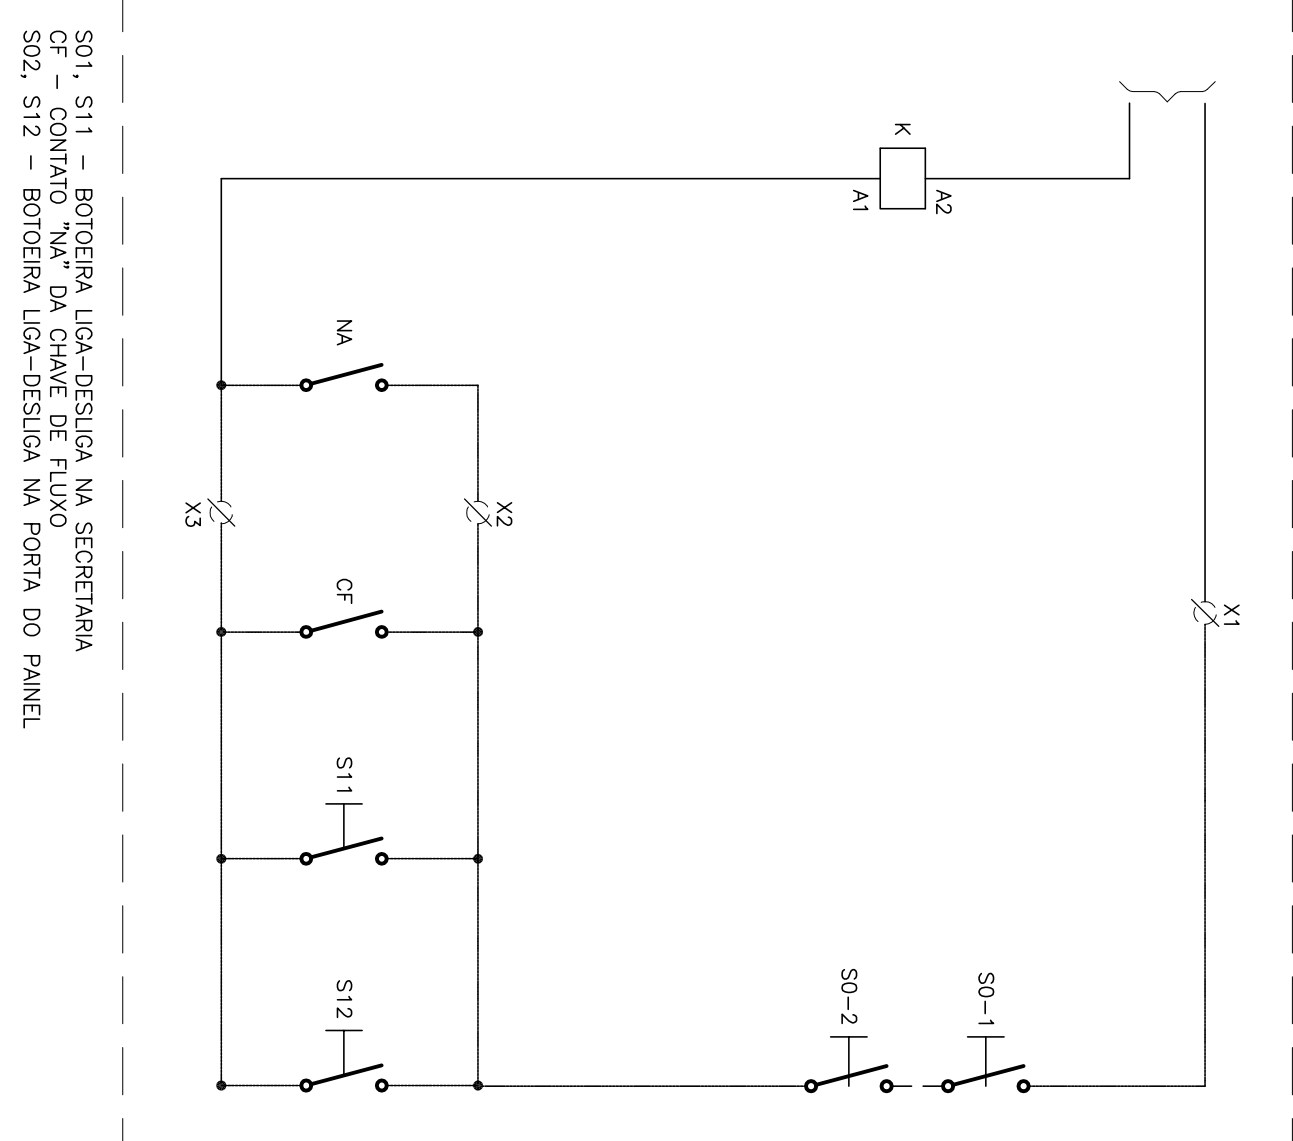 X1
S0-1
S0-2
K
A2
A1
X2
NA
CF
S11
S12
X3
S01, S11 - BOTOEIRA LIGA-DESLIGA NA SECRETARIA
CF - CONTATO "NA" DA CHAVE DE FLUXO
S02, S12 - BOTOEIRA LIGA-DESLIGA NA PORTA DO PAINEL